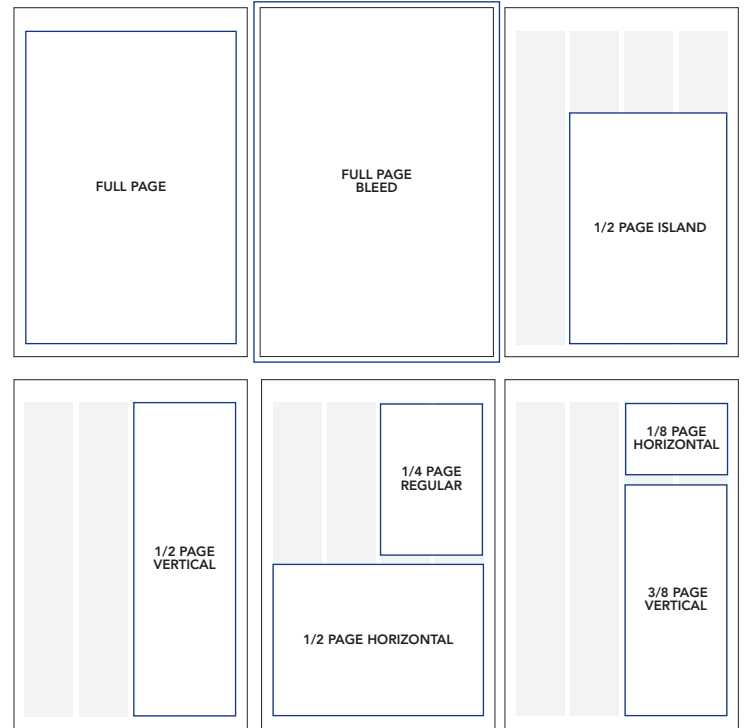 FULL PAGE
FULL PAGE
BLEED
1/2 PAGE ISLAND
1/2 PAGE
VERTICAL
1/4 PAGE
REGULAR
1/2 PAGE HORIZONTAL
1/8 PAGE
HORIZONTAL
3/8 PAGE
VERTICAL